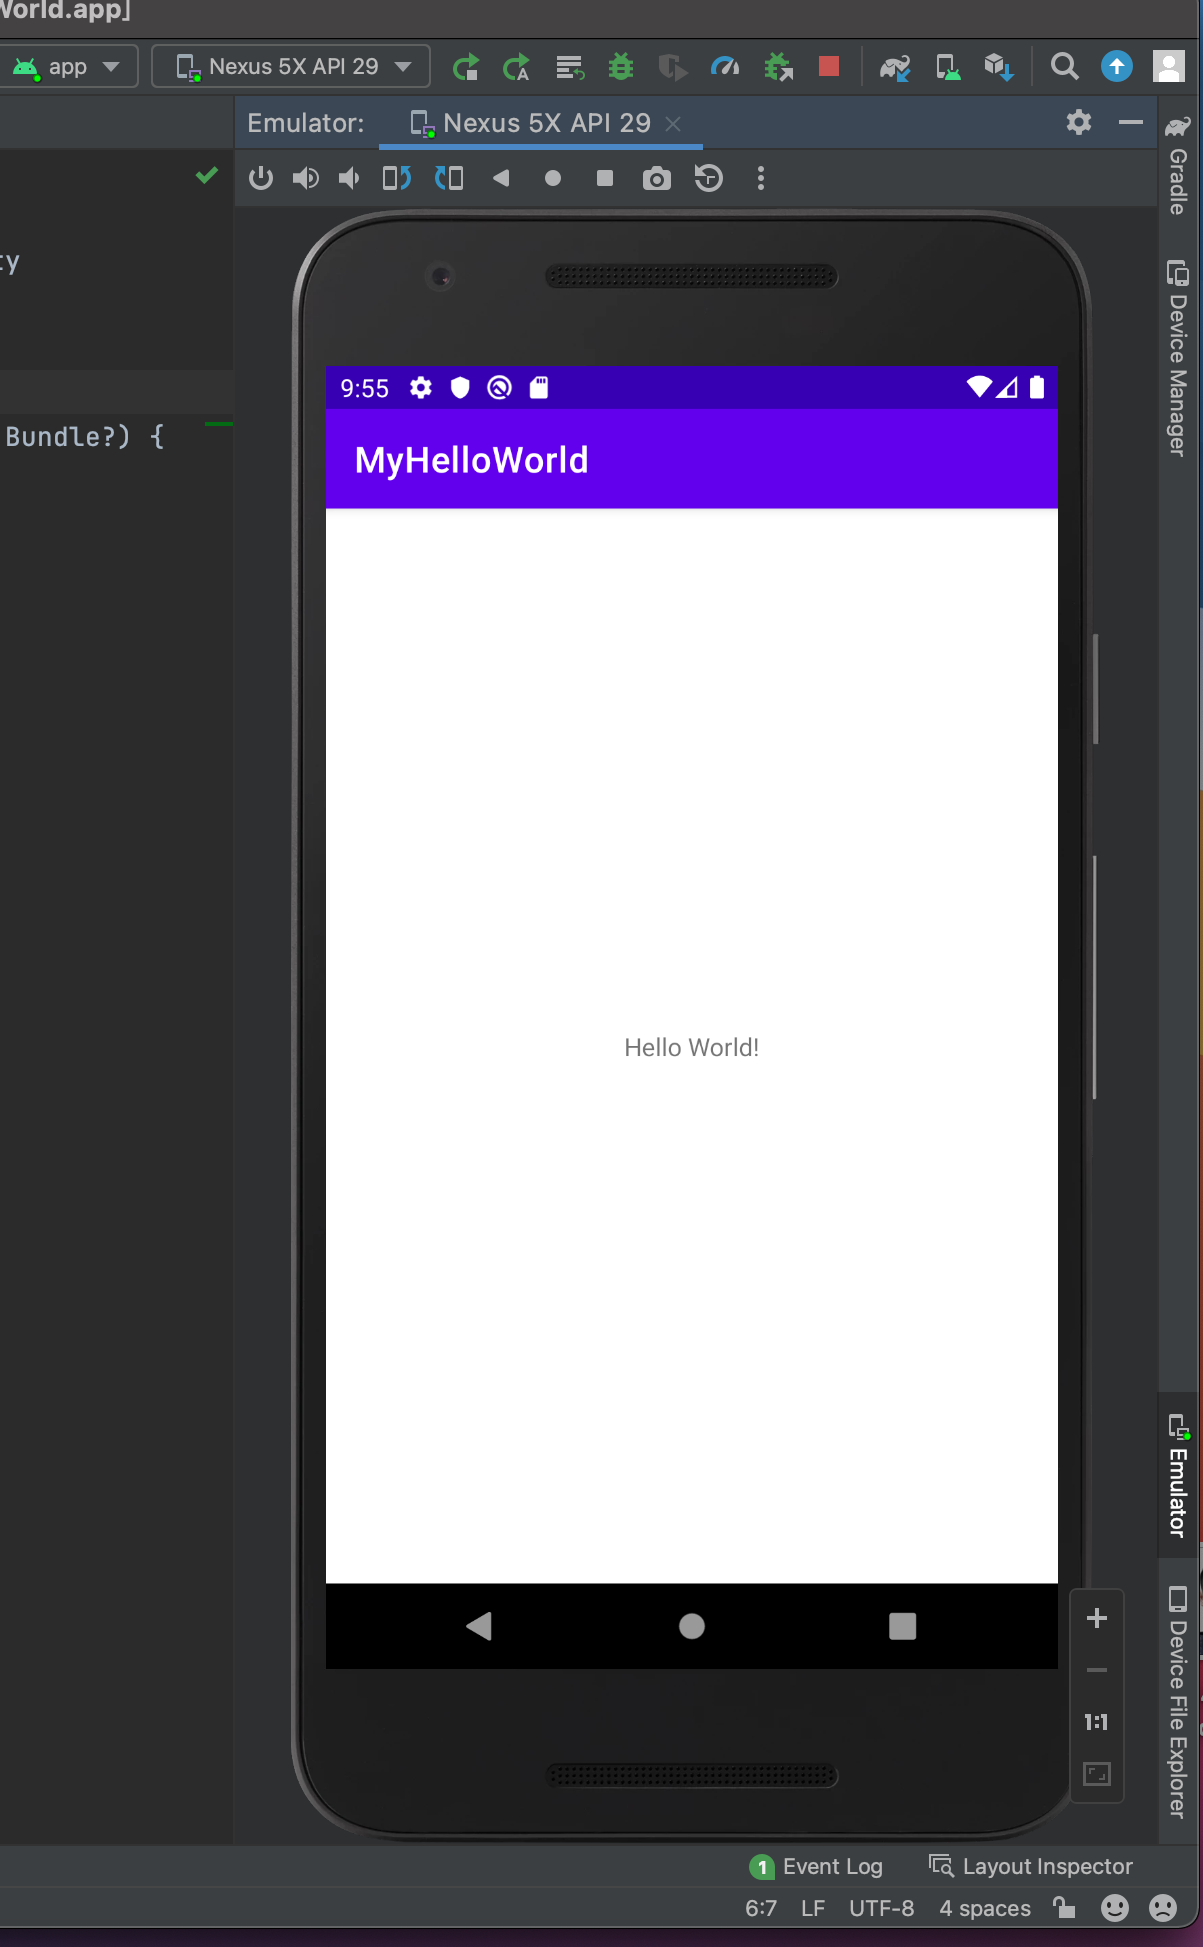 World.app]
app
Nexus 5X API 29
Emulator:
Nexus 5X API 29
Gradle
Device Manager
Bundle?) {
9:55
MyHelloWorld
Hello World!
Emulator
Device File Explorer
1:1
1 Event Log
Layout Inspector
6:7 LF UTF-8 4 spaces